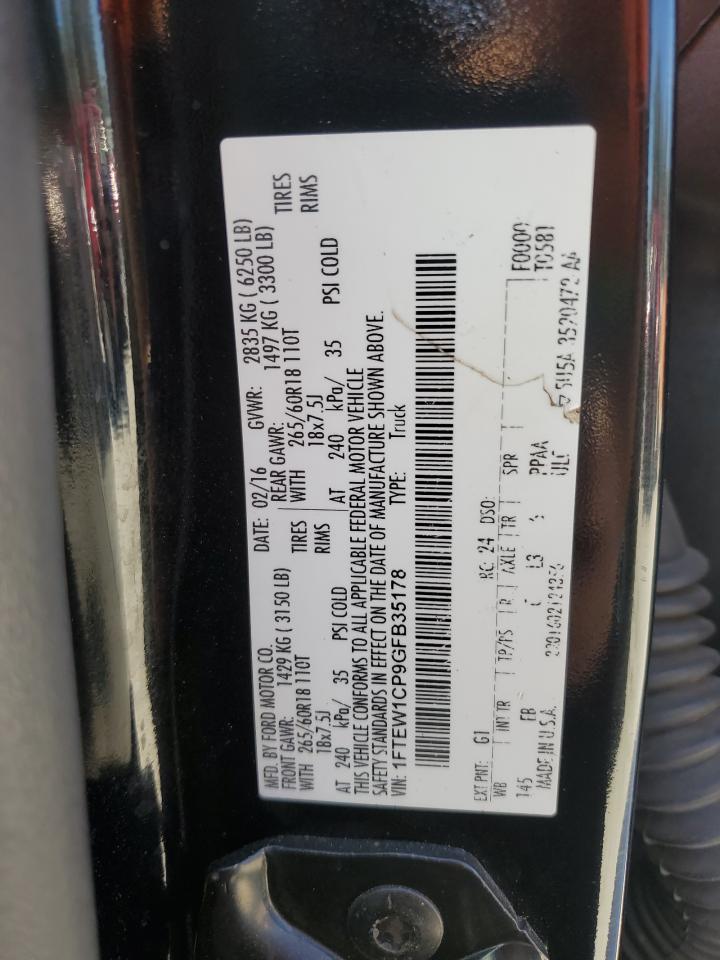 MFD. BY FORD MOTOR CO. DATE: 02/16 GVWR: 2835 KG ( 6250 LB)
FRONT GAWR: 1429 KG ( 3150 LB) REAR GAWR: 1497 KG ( 3300 LB)
WITH 265/60R18 110T TIRES WITH 265/60R18 110T TIRES
18x7.5J RIMS 18x7.5J RIMS
AT 240 kPa/ 35 PSI COLD AT 240 kPa/ 35 PSI COLD
THIS VEHICLE CONFORMS TO ALL APPLICABLE FEDERAL MOTOR VEHICLE
SAFETY STANDARDS IN EFFECT ON THE DATE OF MANUFACTURE SHOWN ABOVE.
VIN: 1FTEW1CP9GFB35178 TYPE: Truck
EXT PNT: G1 RC: 24 DSO:
WB INT TR TP/PS R AXLE TR SPR F0000
145 FB L3 PPAA T0581
MADE IN U.S.A. ULF